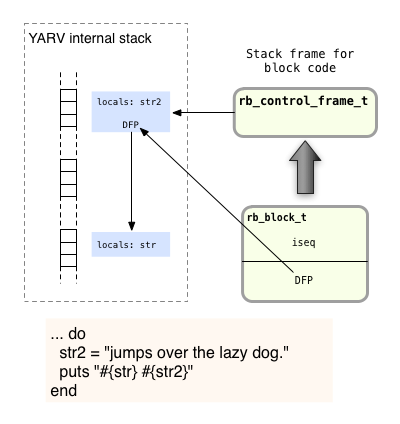 YARV internal stack
Stack frame for
block code
locals: str2
DFP
rb_control_frame_t
rb_block_t
iseq
DFP
locals: str
... do
  str2 = "jumps over the lazy dog."
  puts "#{str} #{str2}"
end